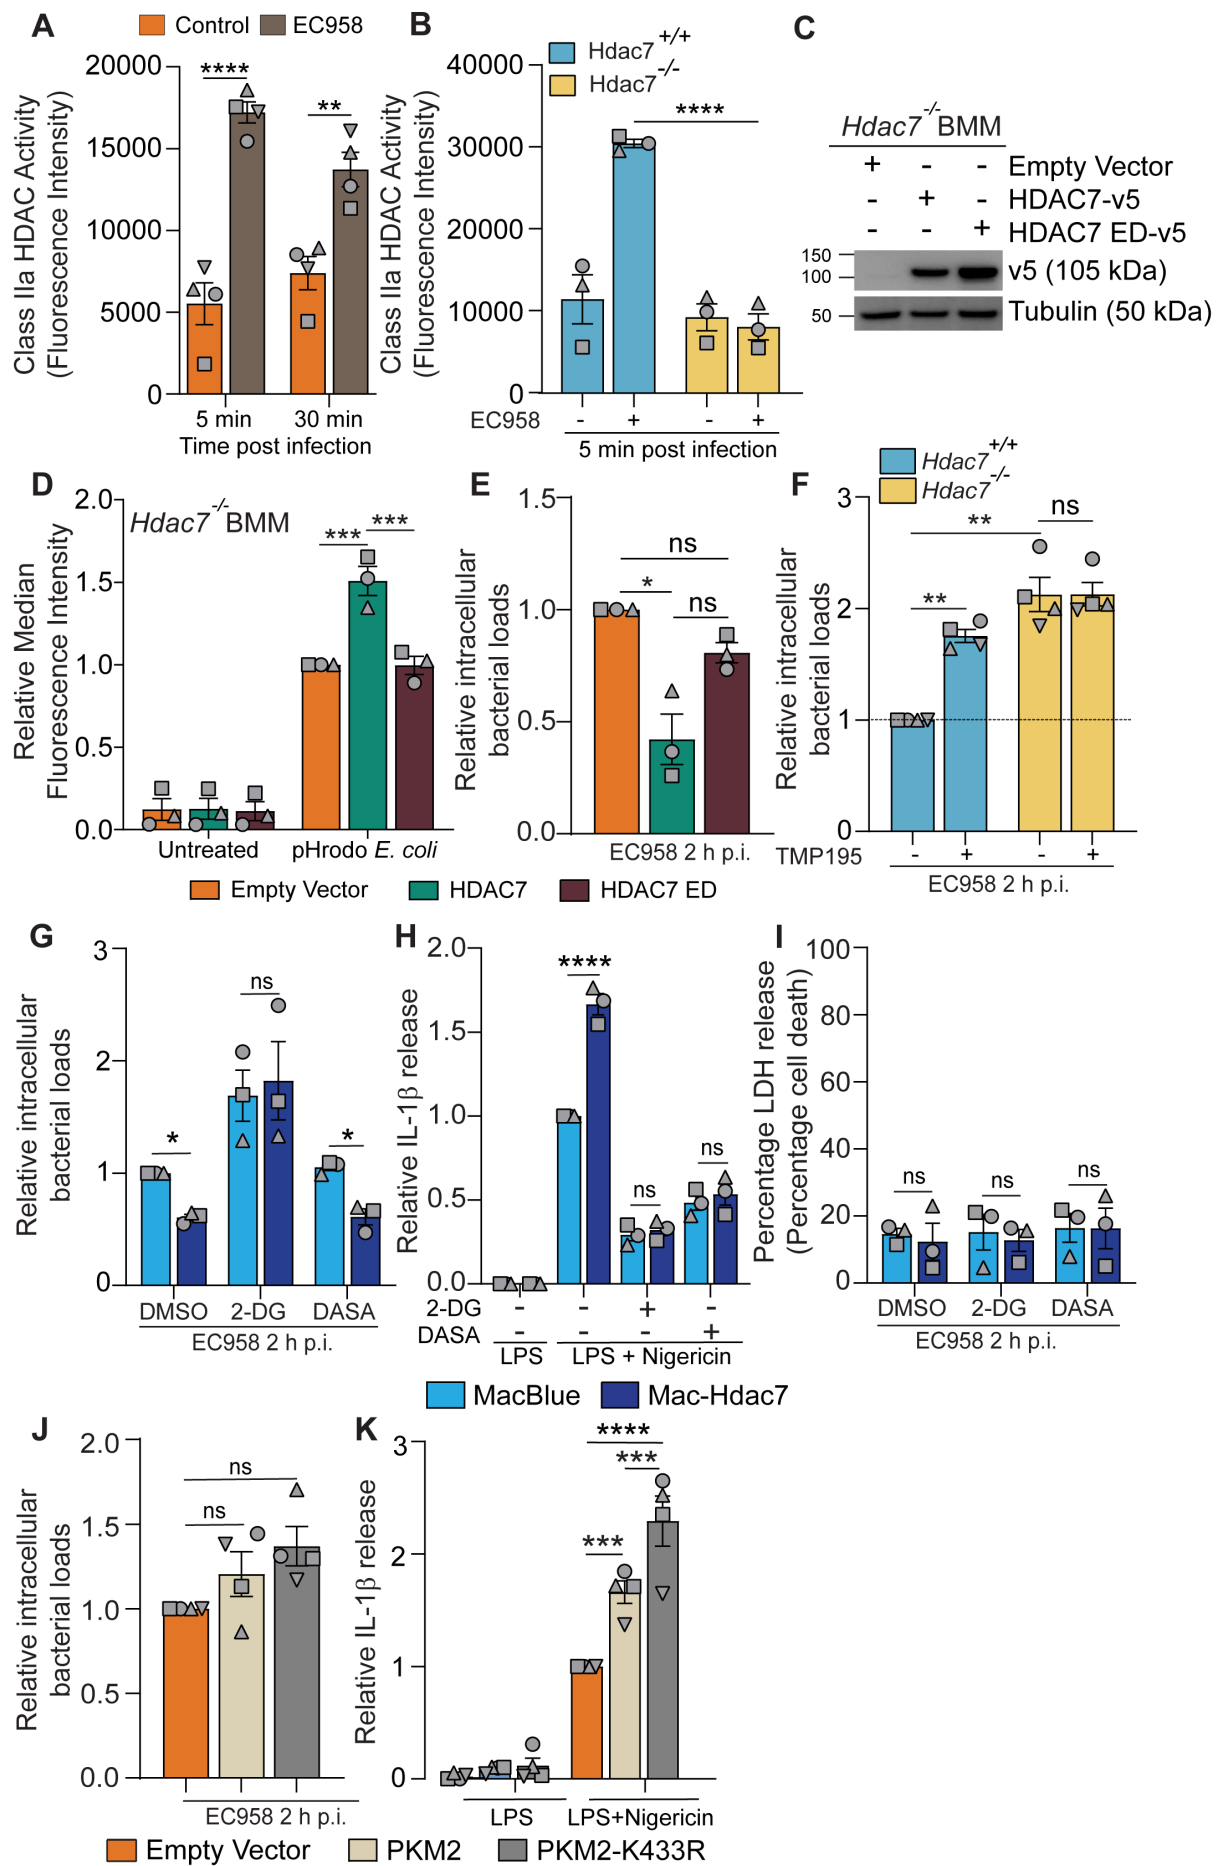 A
Control
EC958
Class IIa HDAC Activity
(Fluorescence Intensity)
20000
15000
10000
5000
0
****
**
5 min
30 min
Time post infection
B
Hdac7 +/+
Hdac7 -/-
Class IIa HDAC Activity
(Fluorescence Intensity)
40000
30000
20000
10000
0
****
EC958 - + - +
5 min post infection
C
Hdac7 -/- BMM
+ - - Empty Vector
- + - HDAC7-v5
- - + HDAC7 ED-v5
150
100
v5 (105 kDa)
50
Tubulin (50 kDa)
D
Hdac7 -/- BMM
Relative Median
Fluorescence Intensity
2.0
1.5
1.0
0.5
0.0
***
***
Untreated
pHrodo E. coli
Empty Vector
HDAC7
HDAC7 ED
E
Relative intracellular
bacterial loads
1.5
1.0
0.5
0.0
ns
*
ns
EC958 2 h p.i.
F
Hdac7 +/+
Hdac7 -/-
Relative intracellular
bacterial loads
3
2
1
0
**
ns
**
TMP195 - + - +
EC958 2 h p.i.
G
Relative intracellular
bacterial loads
3
2
1
0
*
ns
*
DMSO
2-DG
DASA
EC958 2 h p.i.
H
Relative IL-1β release
2.0
1.5
1.0
0.5
0.0
****
ns
ns
2-DG - - + -
DASA - - - +
LPS
LPS + Nigericin
MacBlue
Mac-Hdac7
I
Percentage LDH release
(Percentage cell death)
100
80
60
40
20
0
ns
ns
ns
DMSO
2-DG
DASA
EC958 2 h p.i.
J
Relative intracellular
bacterial loads
2.0
1.5
1.0
0.5
0.0
ns
ns
EC958 2 h p.i.
K
Relative IL-1β release
3
2
1
0
****
***
***
LPS
LPS+Nigericin
Empty Vector
PKM2
PKM2-K433R